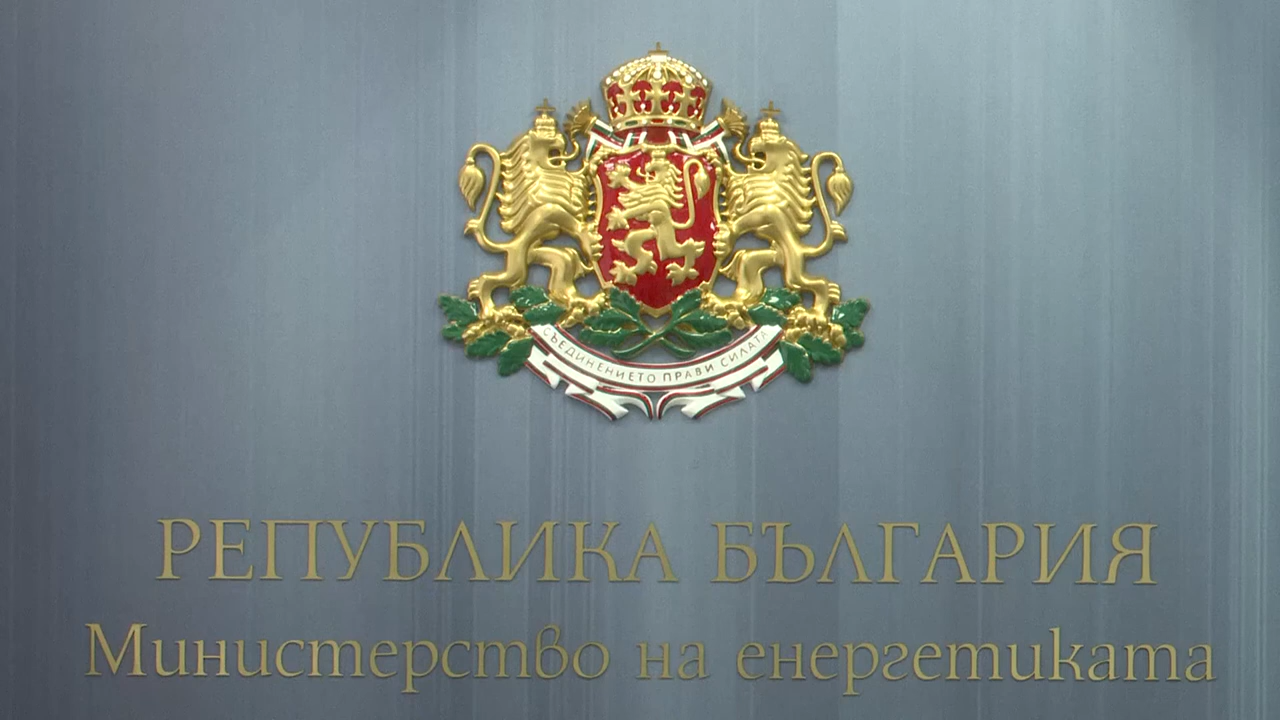 СЪЕДИНЕНИЕТО ПРАВИ СИЛАТА
РЕПУБЛИКА БЪЛГАРИЯ
Министерство на енергетиката